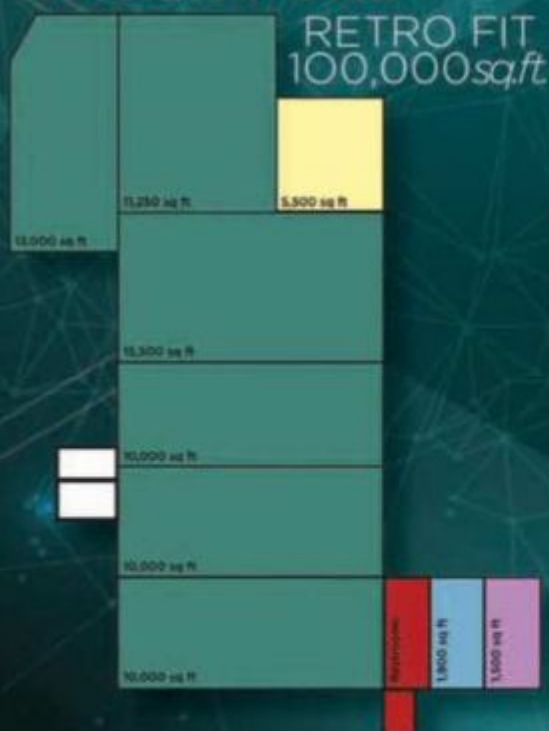 RETRO FIT
100,000sq.ft
11,250 sq ft
5,500 sq ft
13,000 sq ft
15,500 sq ft
10,000 sq ft
10,000 sq ft
10,000 sq ft
Restrooms
1,800 sq ft
1,500 sq ft